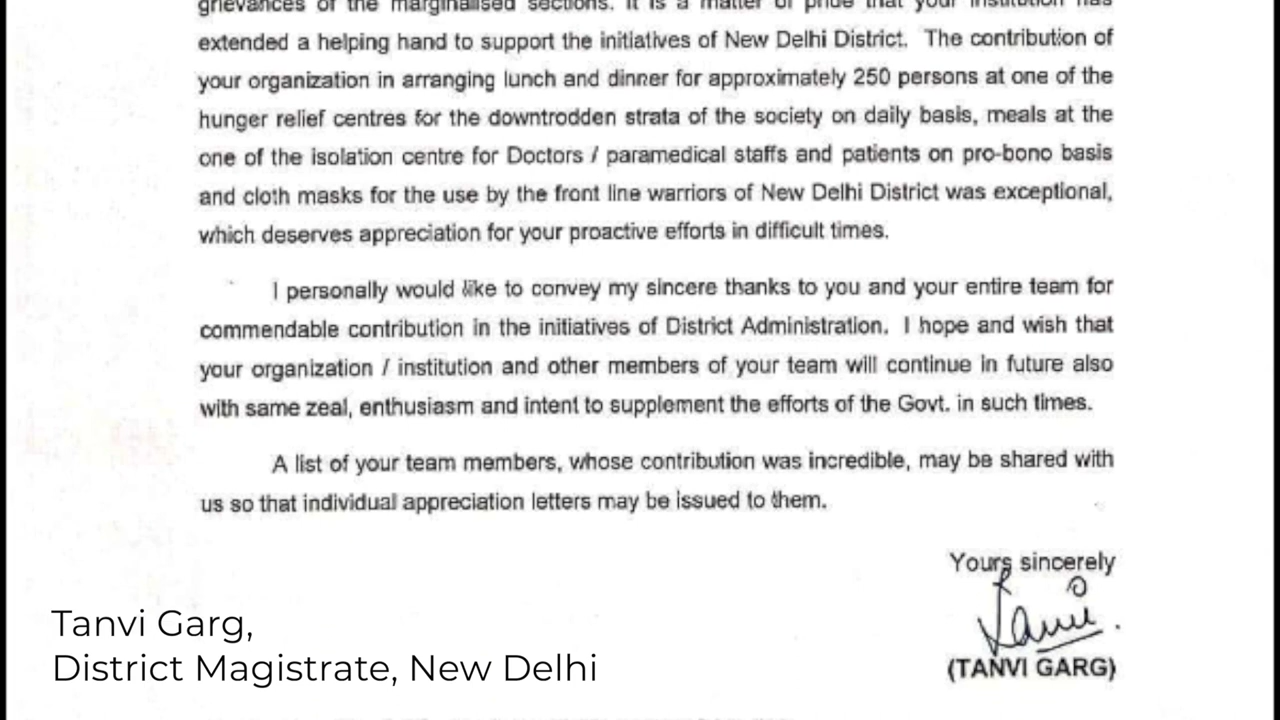 grievances of the marginalised sections. It is a matter of pride that your institution has
extended a helping hand to support the initiatives of New Delhi District. The contribution of
your organization in arranging lunch and dinner for approximately 250 persons at one of the
hunger relief centres for the downtrodden strata of the society on daily basis, meals at the
one of the isolation centre for Doctors / paramedical staffs and patients on pro-bono basis
and cloth masks for the use by the front line warriors of New Delhi District was exceptional,
which deserves appreciation for your proactive efforts in difficult times.
I personally would like to convey my sincere thanks to you and your entire team for
commendable contribution in the initiatives of District Administration. I hope and wish that
your organization / institution and other members of your team will continue in future also
with same zeal, enthusiasm and intent to supplement the efforts of the Govt. in such times.
A list of your team members, whose contribution was incredible, may be shared with
us so that individual appreciation letters may be issued to them.
Yours sincerely
Tanvi
(TANVI GARG)
Tanvi Garg,
District Magistrate, New Delhi